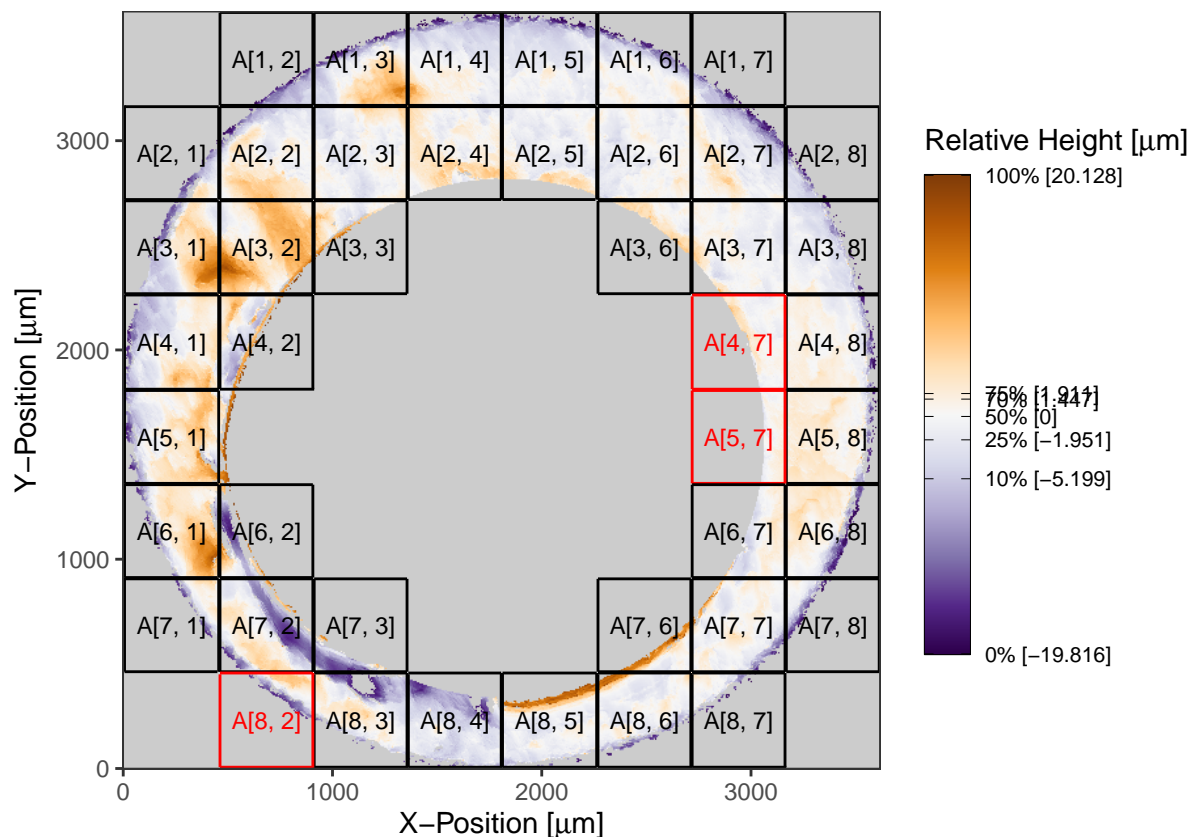 A[1, 2] A[1, 3] A[1, 4] A[1, 5] A[1, 6] A[1, 7]
A[2, 1] A[2, 2] A[2, 3] A[2, 4] A[2, 5] A[2, 6] A[2, 7] A[2, 8]
A[3, 1] A[3, 2] A[3, 3] A[3, 6] A[3, 7] A[3, 8]
A[4, 1] A[4, 2] A[4, 7] A[4, 8]
A[5, 1] A[5, 7] A[5, 8]
A[6, 1] A[6, 2] A[6, 7] A[6, 8]
A[7, 1] A[7, 2] A[7, 3] A[7, 6] A[7, 7] A[7, 8]
A[8, 2] A[8, 3] A[8, 4] A[8, 5] A[8, 6] A[8, 7]
3000
2000
1000
0
Y−Position [μm]
0 1000 2000 3000
X−Position [μm]
Relative Height [μm]
100% [20.128]
75% [1.911]
70% [1.447]
50% [0]
25% [−1.951]
10% [−5.199]
0% [−19.816]